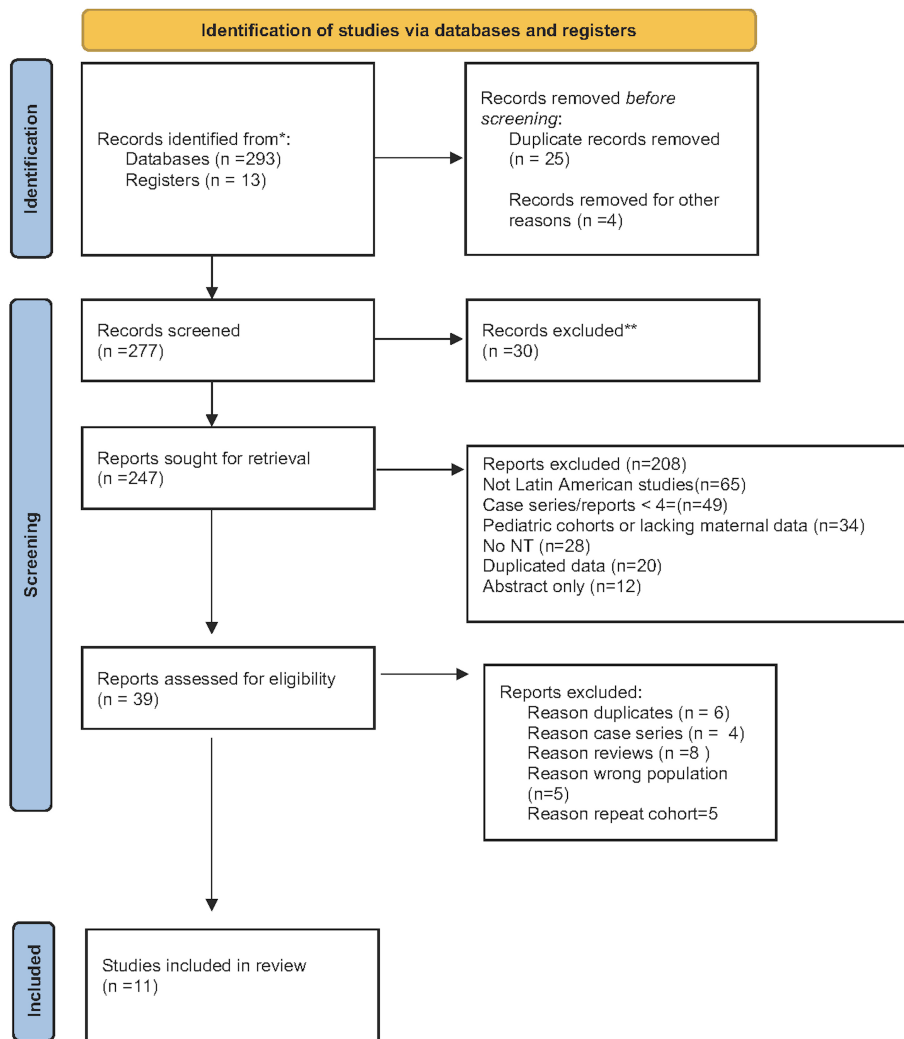 Identification of studies via databases and registers
Identification
Records identified from*:
Databases (n =293)
Registers (n = 13)
Records removed before
screening:
Duplicate records removed
(n = 25)
Records removed for other
reasons (n =4)
Screening
Records screened
(n =277)
Records excluded**
(n =30)
Reports sought for retrieval
(n =247)
Reports excluded (n=208)
Not Latin American studies(n=65)
Case series/reports < 4=(n=49)
Pediatric cohorts or lacking maternal data (n=34)
No NT (n=28)
Duplicated data (n=20)
Abstract only (n=12)
Reports assessed for eligibility
(n = 39)
Reports excluded:
Reason duplicates (n = 6)
Reason case series (n =  4)
Reason reviews (n =8 )
Reason wrong population
(n=5)
Reason repeat cohort=5
Included
Studies included in review
(n =11)